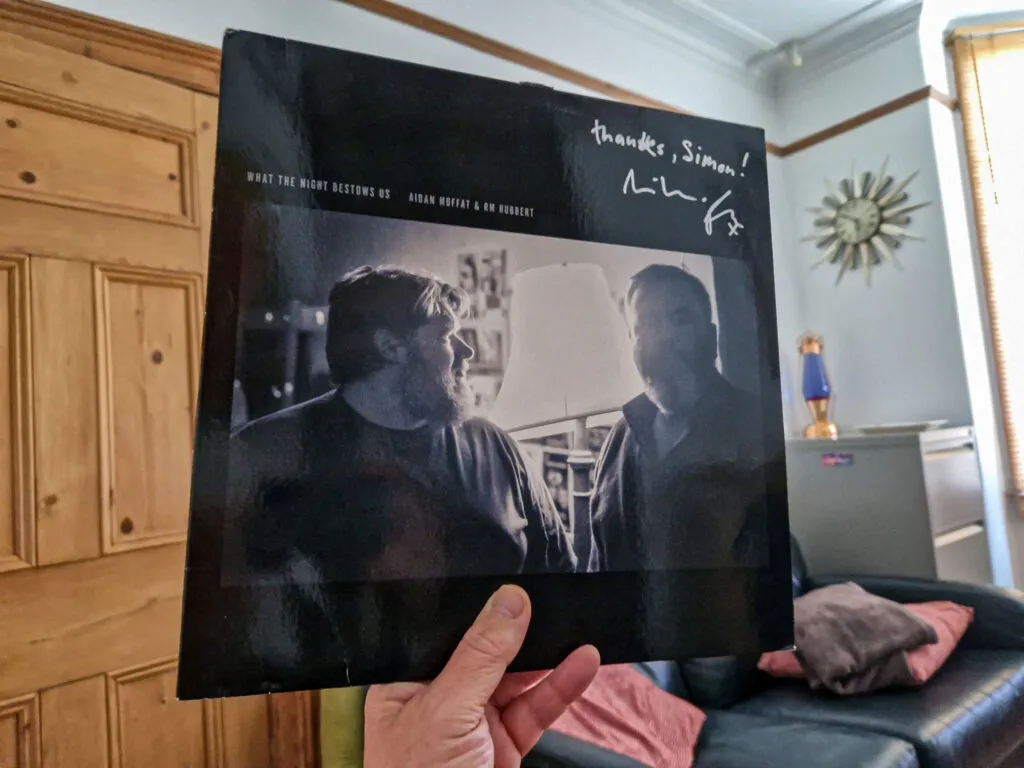 thanks, Simon!
WHAT THE NIGHT BESTOWS US AIDAN MOFFAT & RM HUBBERT